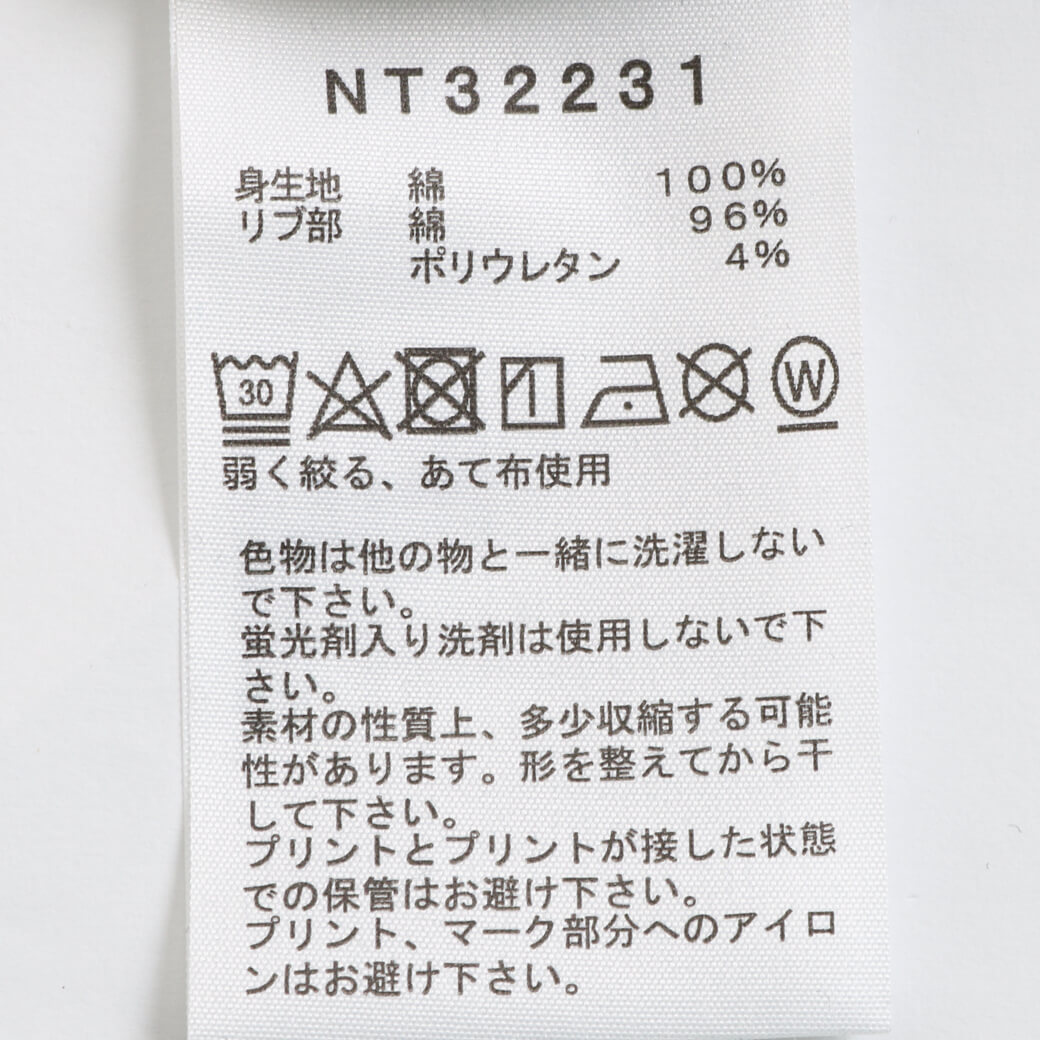 NT32231
身生地 綿 100%
リブ部 綿 96%
ポリウレタン 4%
30 W
弱く絞る、あて布使用
色物は他の物と一緒に洗濯しない
で下さい。
蛍光剤入り洗剤は使用しないで下
さい。
素材の性質上、多少収縮する可能
性があります。形を整えてから干
して下さい。
プリントとプリントが接した状態
での保管はお避け下さい。
プリント、マーク部分へのアイロ
ンはお避け下さい。